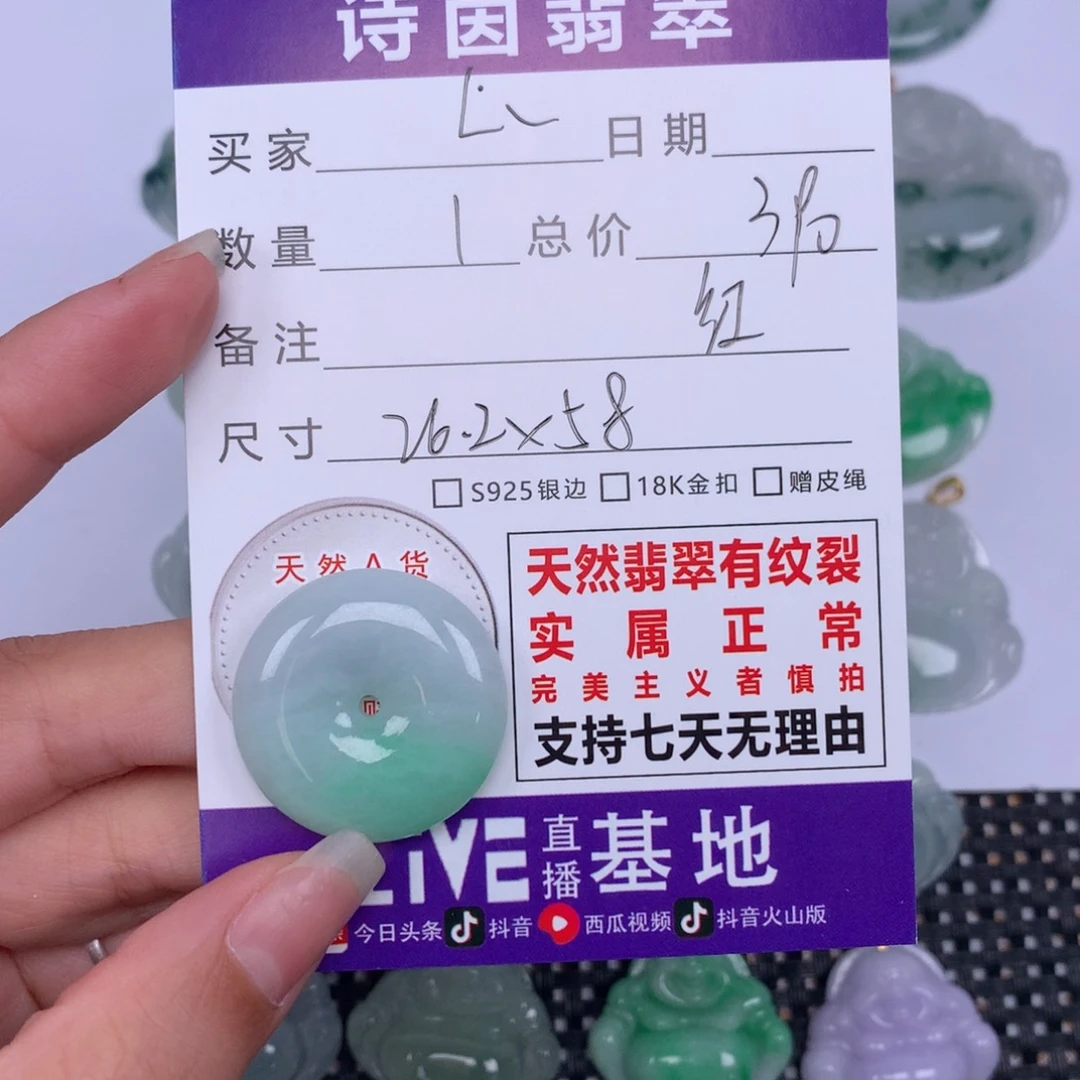 诗因翡翠
买家 日期
数量 1 总价
备注 红
尺寸 26.2×58
S925银边 18K金扣 赠皮绳
天然A货
天然翡翠有纹裂
实属正常
完美主义者慎拍
支持七天无理由
LIVE 直播 基地
今日头条 抖音 西瓜视频 抖音火山版